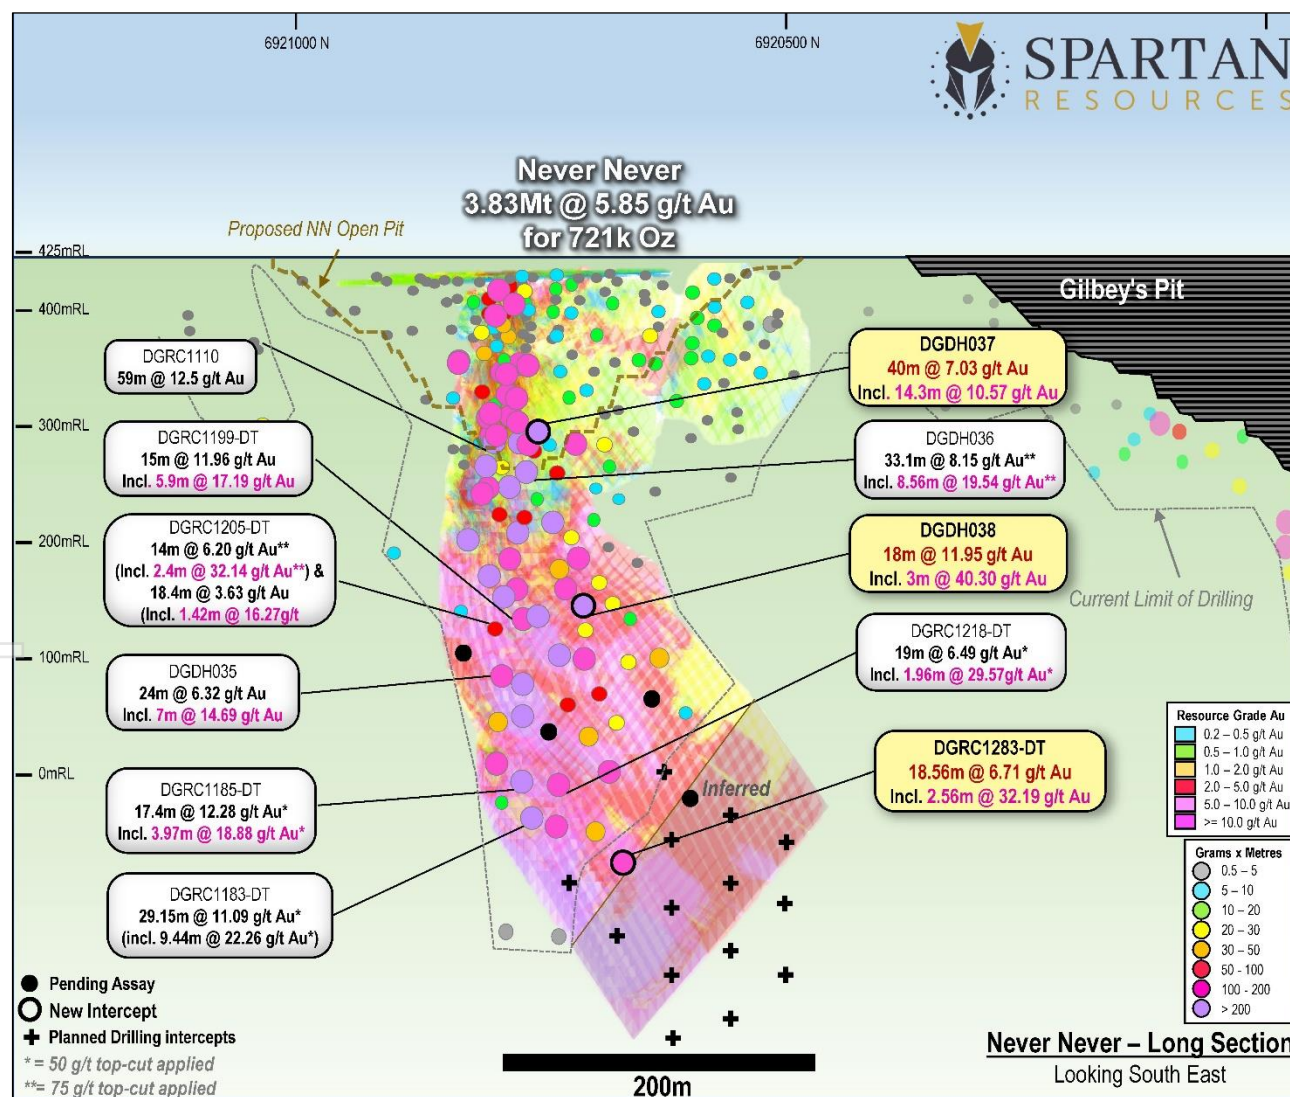 6921000 N
6920500 N
SPARTAN
RESOURCES
Never Never
3.83Mt @ 5.85 g/t Au
for 721k Oz
Proposed NN Open Pit
425mRL
400mRL
300mRL
200mRL
100mRL
0mRL
Gilbey's Pit
DGRC1110
59m @ 12.5 g/t Au
DGRC1199-DT
15m @ 11.96 g/t Au
Incl. 5.9m @ 17.19 g/t Au
DGRC1205-DT
14m @ 6.20 g/t Au**
(Incl. 2.4m @ 32.14 g/t Au**) &
18.4m @ 3.63 g/t Au
(Incl. 1.42m @ 16.27g/t
DGDH035
24m @ 6.32 g/t Au
Incl. 7m @ 14.69 g/t Au
DGRC1185-DT
17.4m @ 12.28 g/t Au*
Incl. 3.97m @ 18.88 g/t Au*
DGRC1183-DT
29.15m @ 11.09 g/t Au*
(incl. 9.44m @ 22.26 g/t Au*)
DGDH037
40m @ 7.03 g/t Au
Incl. 14.3m @ 10.57 g/t Au
DGDH036
33.1m @ 8.15 g/t Au**
Incl. 8.56m @ 19.54 g/t Au**
DGDH038
18m @ 11.95 g/t Au
Incl. 3m @ 40.30 g/t Au
Current Limit of Drilling
DGRC1218-DT
19m @ 6.49 g/t Au*
Incl. 1.96m @ 29.57g/t Au*
DGRC1283-DT
18.56m @ 6.71 g/t Au
Incl. 2.56m @ 32.19 g/t Au
Inferred
Resource Grade Au
0.2 – 0.5 g/t Au
0.5 – 1.0 g/t Au
1.0 – 2.0 g/t Au
2.0 – 5.0 g/t Au
5.0 – 10.0 g/t Au
>= 10.0 g/t Au
Grams x Metres
0.5 – 5
5 – 10
10 – 20
20 – 30
30 – 50
50 - 100
100 - 200
> 200
Pending Assay
New Intercept
Planned Drilling intercepts
* = 50 g/t top-cut applied
**= 75 g/t top-cut applied
200m
Never Never – Long Section
Looking South East